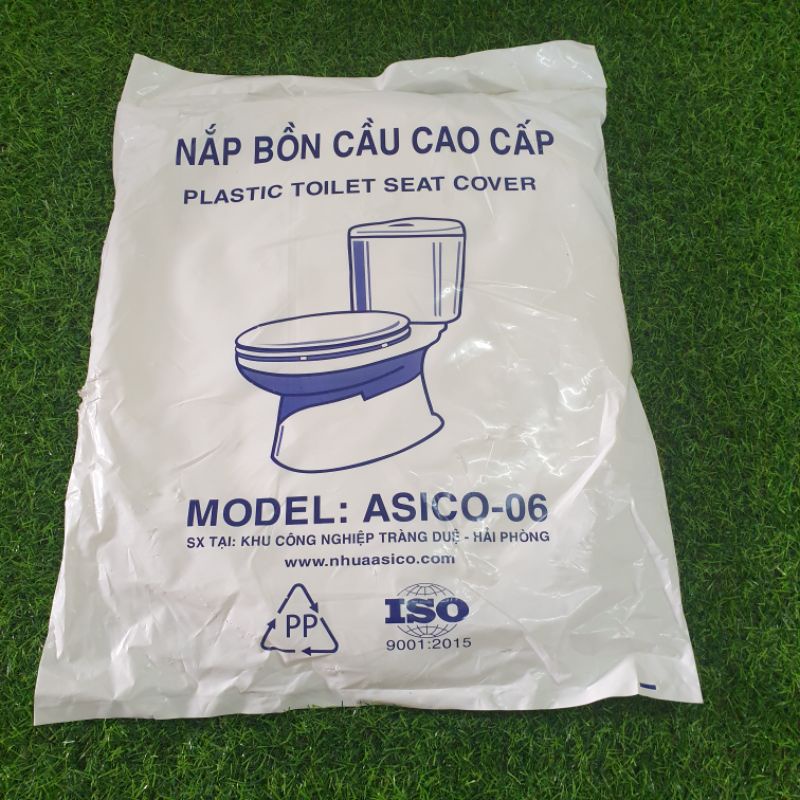 NẮP BỒN CẦU CAO CẤP
PLASTIC TOILET SEAT COVER
MODEL: ASICO-06
SX TẠI: KHU CÔNG NGHIỆP TRÀNG DUỆ - HẢI PHÒNG
www.nhuaasico.com
PP
ISO
9001:2015